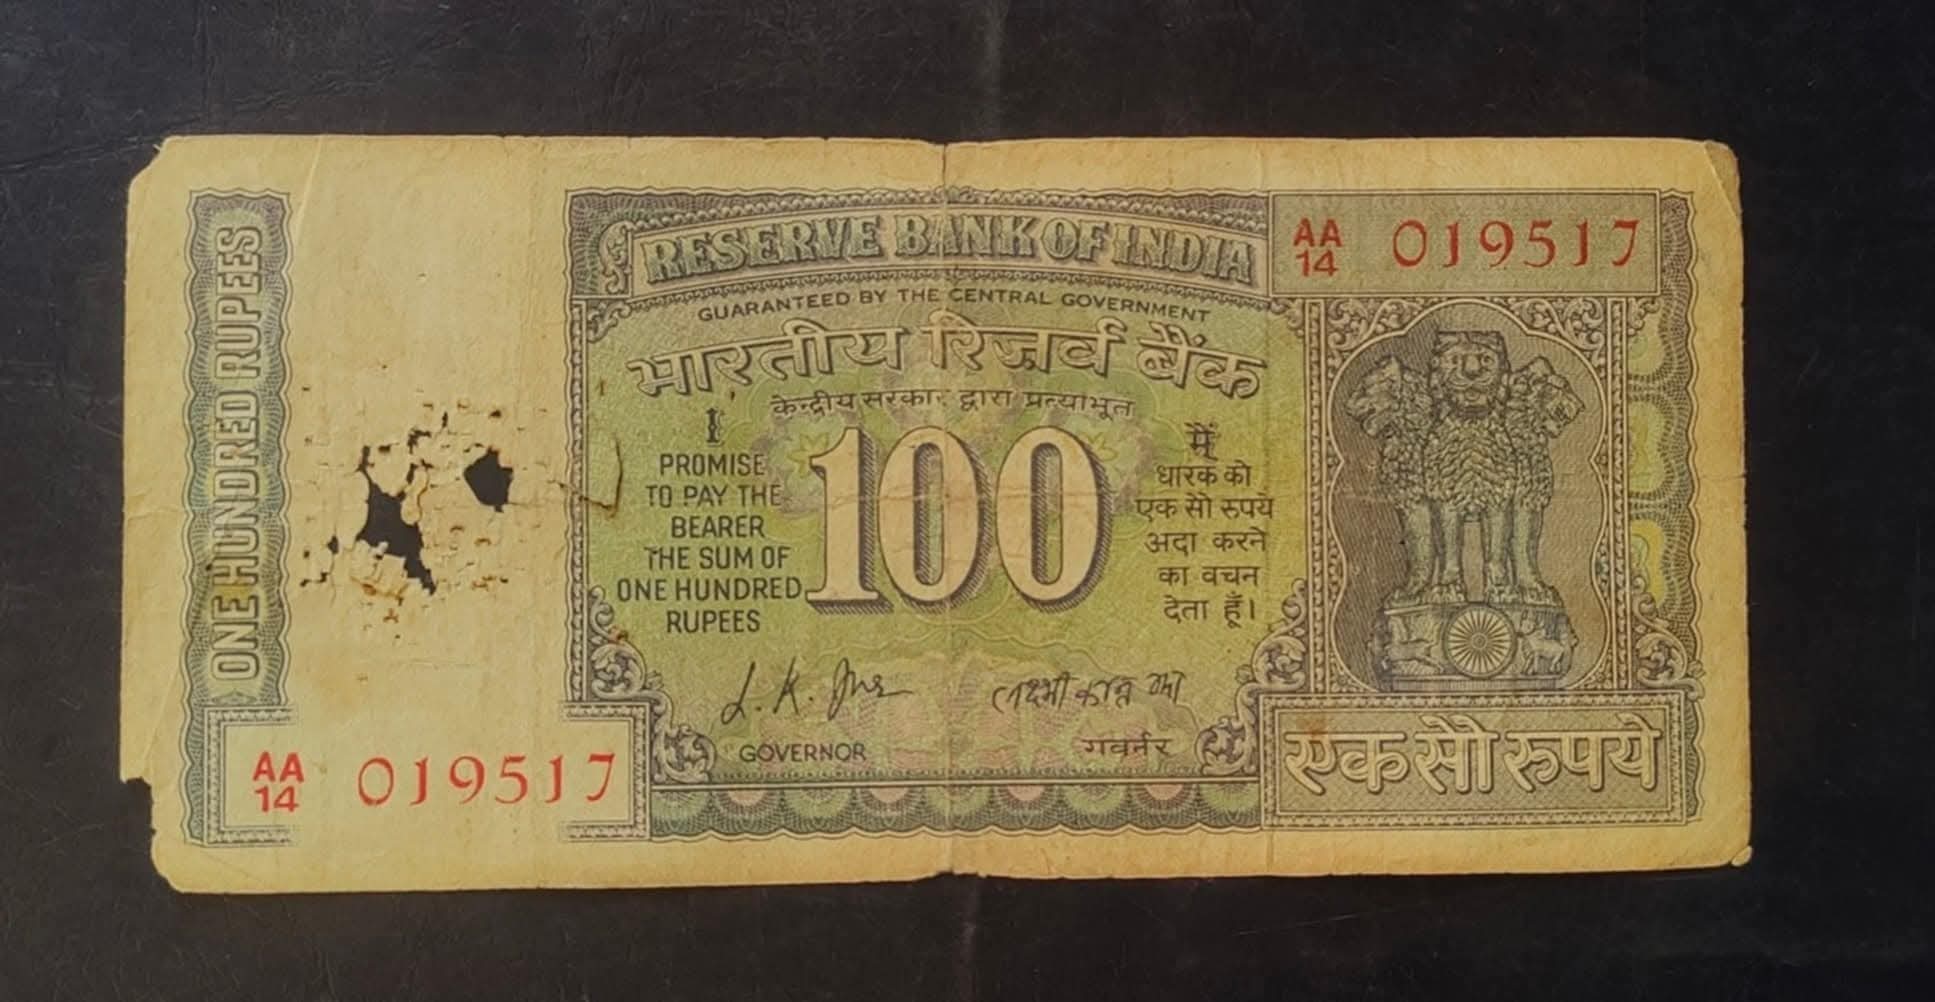 RESERVE BANK OF INDIA
AA
14 019517
GUARANTEED BY THE CENTRAL GOVERNMENT
भारतीय रिज़र्व बैंक
केन्द्रीय सरकार द्वारा प्रत्याभूत
ONE HUNDRED RUPEES
I
PROMISE
TO PAY THE
BEARER
THE SUM OF
ONE HUNDRED
RUPEES
100
मैं
धारक को
एक सौ रुपये
अदा करने
का वचन
देता हूँ।
L. K. Jha
लक्ष्मी कान्त झा
GOVERNOR
गवर्नर
AA
14 019517
एक सौ रुपये